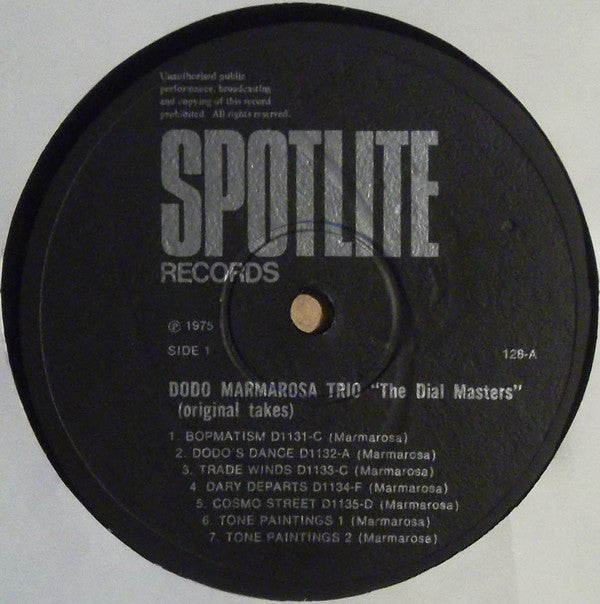 Unauthorised public
performance, broadcasting
and copying of this record
prohibited. All rights reserved.
SPOTLITE
RECORDS
℗ 1975
SIDE 1
128-A
DODO MARMAROSA TRIO "The Dial Masters"
(original takes)
1. BOPMATISM D1131-C (Marmarosa)
2. DODO'S DANCE D1132-A (Marmarosa)
3. TRADE WINDS D1133-C (Marmarosa)
4. DARY DEPARTS D1134-F (Marmarosa)
5. COSMO STREET D1135-D (Marmarosa)
6. TONE PAINTINGS 1 (Marmarosa)
7. TONE PAINTINGS 2 (Marmarosa)